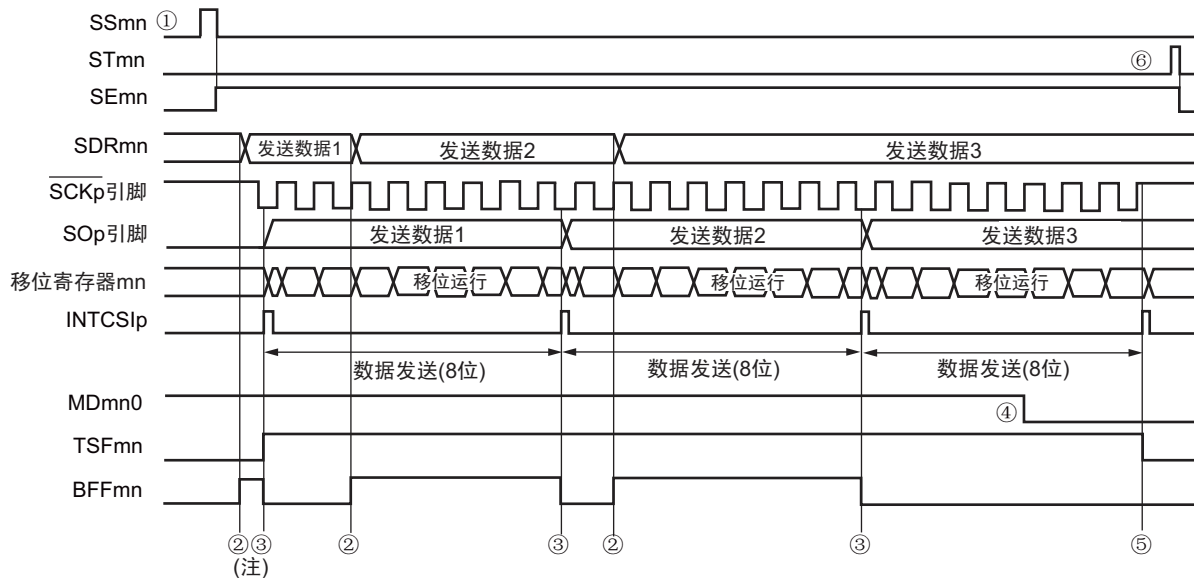 SSmn ①
STmn ⑥
SEmn
SDRmn 发送数据1 发送数据2 发送数据3
SCKp引脚
SOp引脚 发送数据1 发送数据2 发送数据3
移位寄存器mn 移位运行 移位运行 移位运行
INTCSIp
数据发送(8位) 数据发送(8位) 数据发送(8位)
MDmn0 ④
TSFmn
BFFmn
②③ ② ③ ② ③ ⑤
(注)